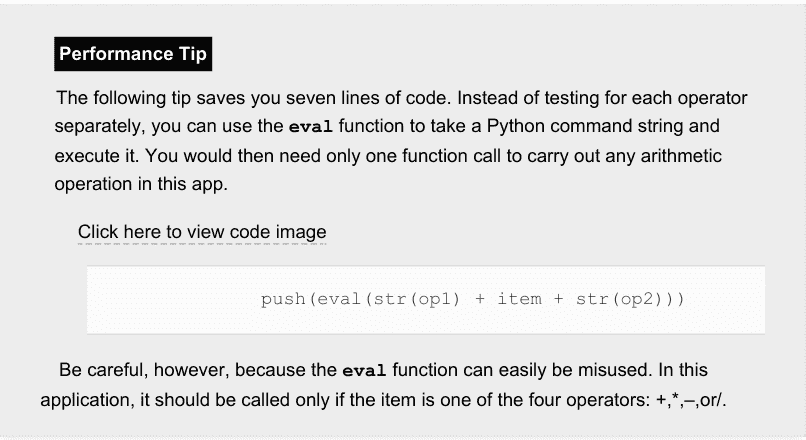 Performance Tip
The following tip saves you seven lines of code. Instead of testing for each operator
separately, you can use the eval function to take a Python command string and
execute it. You would then need only one function call to carry out any arithmetic
operation in this app.
Click here to view code image
push(eval(str(op1) + item + str(op2)))
Be careful, however, because the eval function can easily be misused. In this
application, it should be called only if the item is one of the four operators: +,*,–,or/.